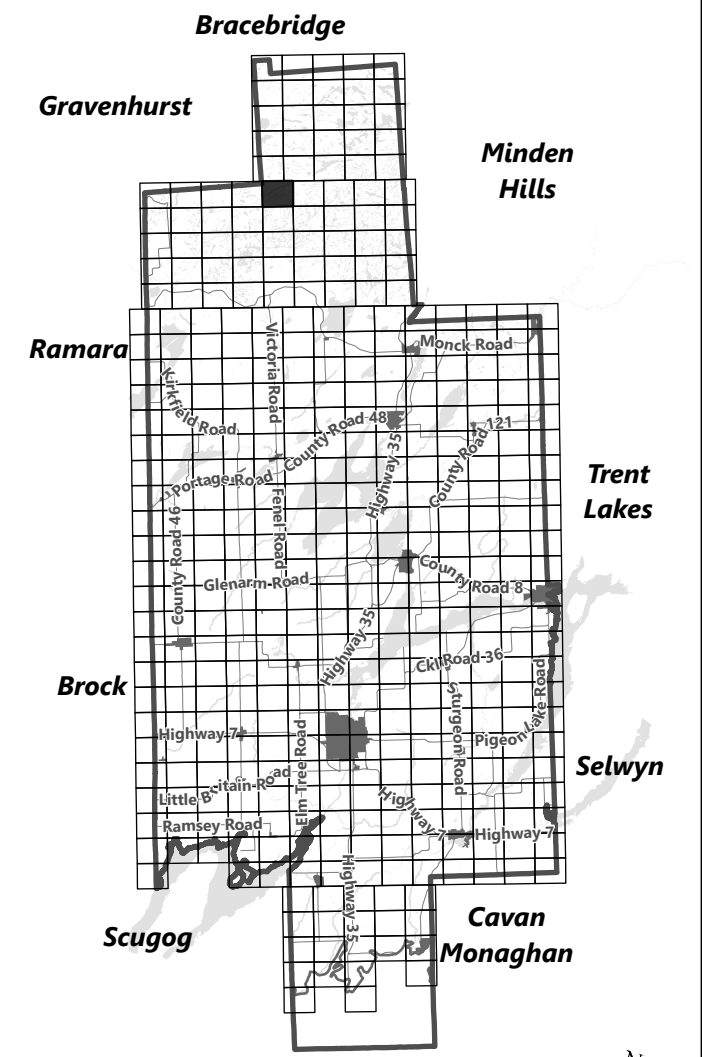 Bracebridge
Gravenhurst
Minden
Hills
Ramara
Victoria Road
Monck Road
Kirkfield Road
County Road 48
County Road 121
Highway 35
Portage Road
Trent
Lakes
County Road 46
Fenel Road
Glenarm Road
County Road 8
Highway 35
Ckl Road 36
Brock
Sturgeon Road
Pigeon Lake Road
Highway 7
Elm Tree Road
Selwyn
Little Britain Road
Ramsey Road
Highway 7
Highway 7
Highway 35
Scugog
Cavan
Monaghan